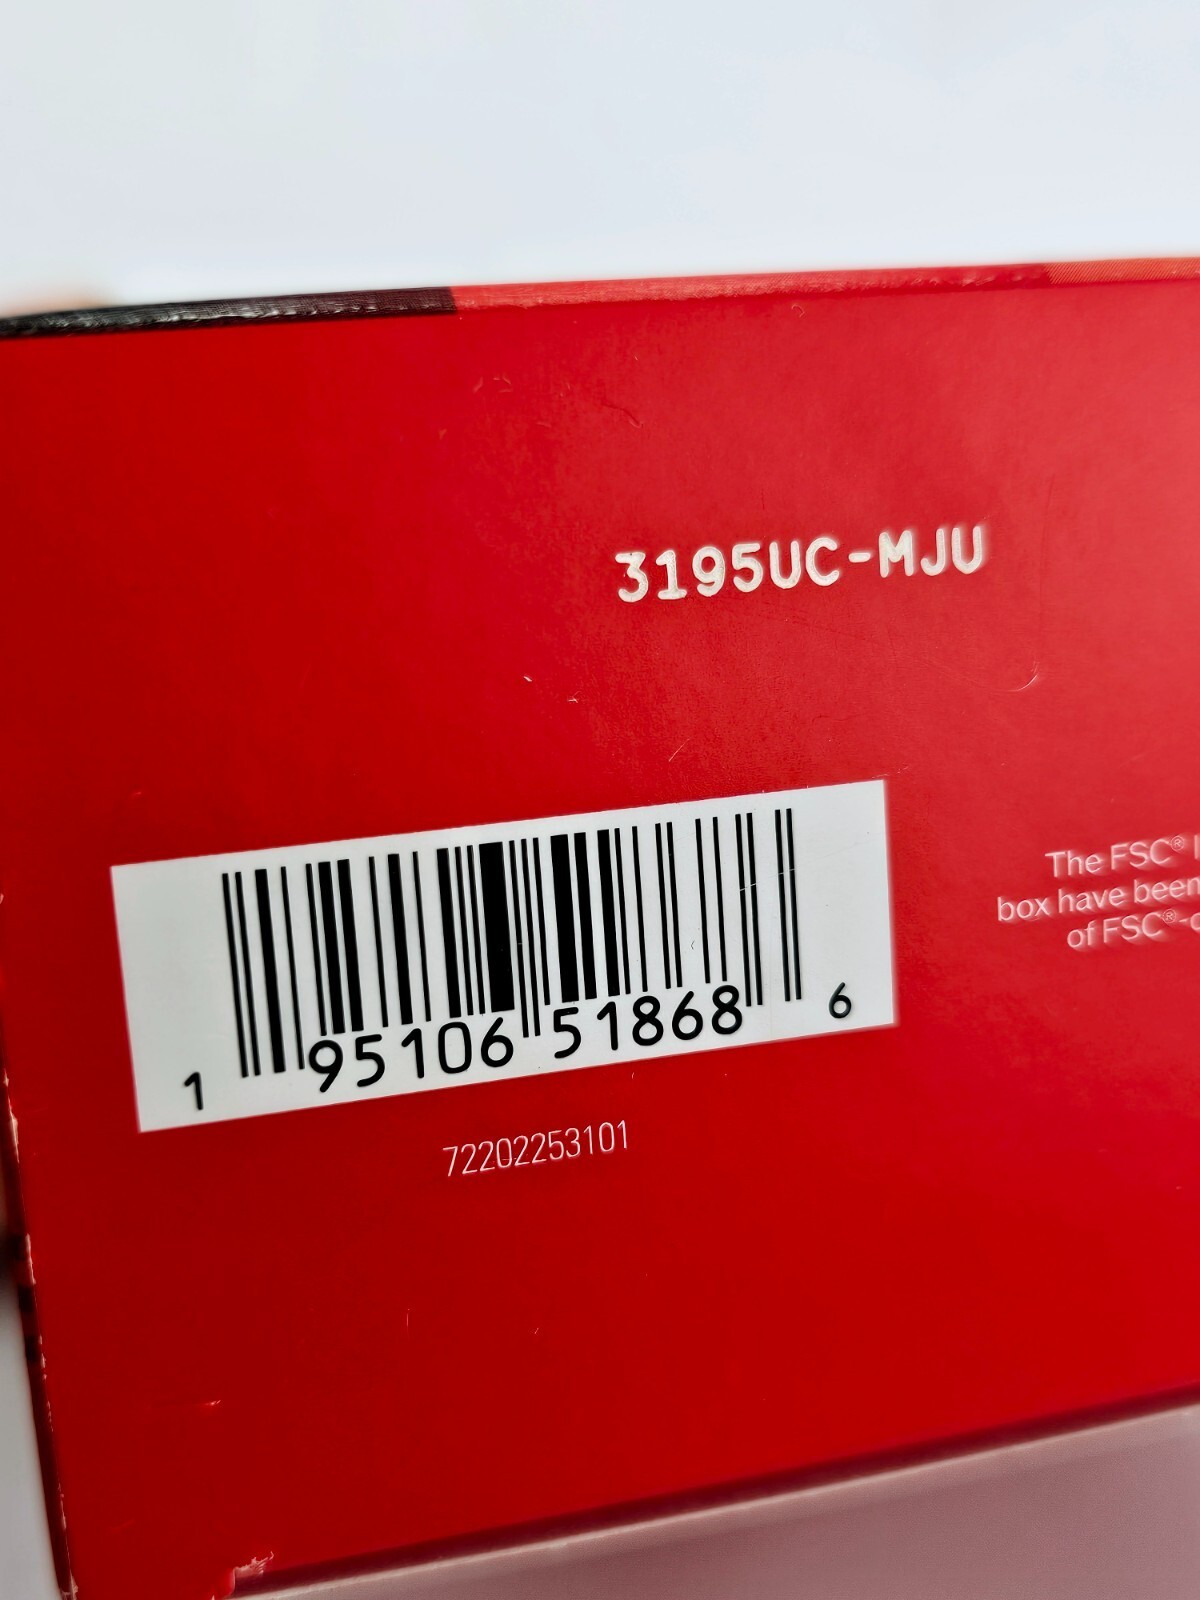 3195UC-MJU
1 95106 51868 6
72202253101
The FSC®
box have been
of FSC®-